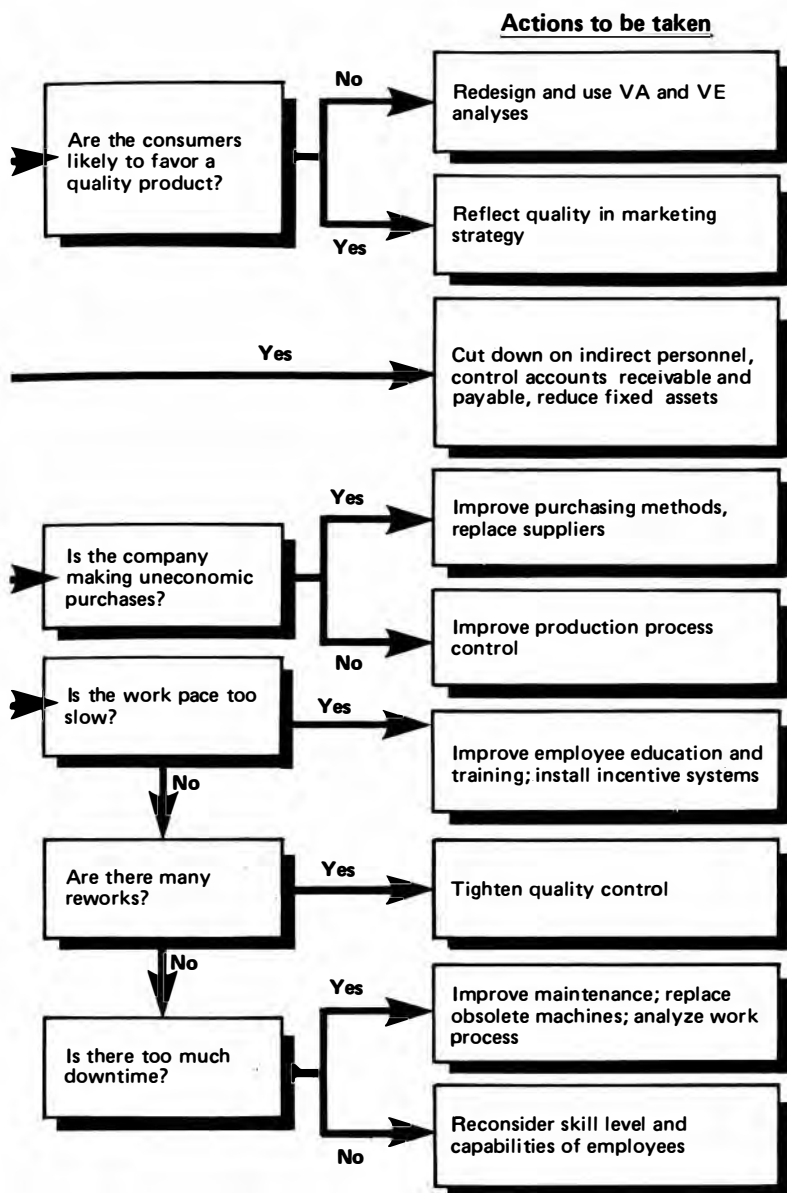 Actions to be taken
No
Redesign and use VA and VE
analyses
Are the consumers
likely to favor a
quality product?
Yes
Reflect quality in marketing
strategy
Yes
Cut down on indirect personnel,
control accounts receivable and
payable, reduce fixed assets
Yes
Improve purchasing methods,
replace suppliers
Is the company
making uneconomic
purchases?
No
Improve production process
control
Is the work pace too
slow?
Yes
Improve employee education and
training; install incentive systems
No
Are there many
reworks?
Yes
Tighten quality control
No
Is there too much
downtime?
Yes
Improve maintenance; replace
obsolete machines; analyze work
process
No
Reconsider skill level and
capabilities of employees